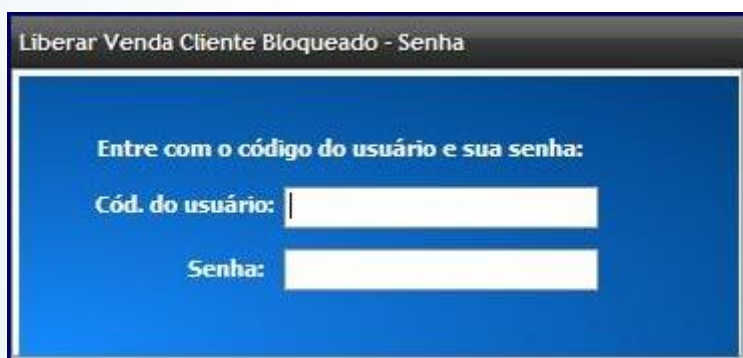 Liberar Venda Cliente Bloqueado - Senha
Entre com o código do usuário e sua senha:
Cód. do usuário:
Senha: